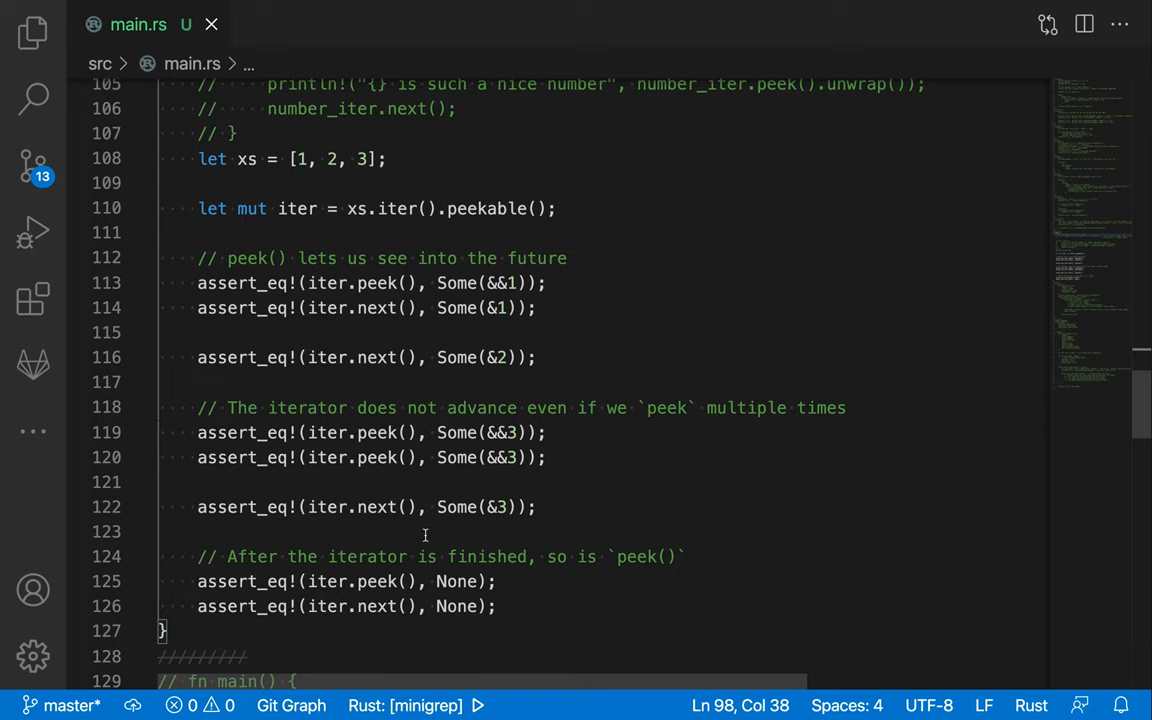 main.rs U
src > main.rs > ...
105 // println!("{} is such a nice number", number_iter.peek().unwrap());
106 // number_iter.next();
107 // }
108 let xs = [1, 2, 3];
109
110 let mut iter = xs.iter().peekable();
111
112 // peek() lets us see into the future
113 assert_eq!(iter.peek(), Some(&&1));
114 assert_eq!(iter.next(), Some(&1));
115
116 assert_eq!(iter.next(), Some(&2));
117
118 // The iterator does not advance even if we `peek` multiple times
119 assert_eq!(iter.peek(), Some(&&3));
120 assert_eq!(iter.peek(), Some(&&3));
121
122 assert_eq!(iter.next(), Some(&3));
123
124 // After the iterator is finished, so is `peek()`
125 assert_eq!(iter.peek(), None);
126 assert_eq!(iter.next(), None);
127 }
128 /////////
129 // fn main() {
13
master* 0 0 Git Graph Rust: [minigrep] Ln 98, Col 38 Spaces: 4 UTF-8 LF Rust